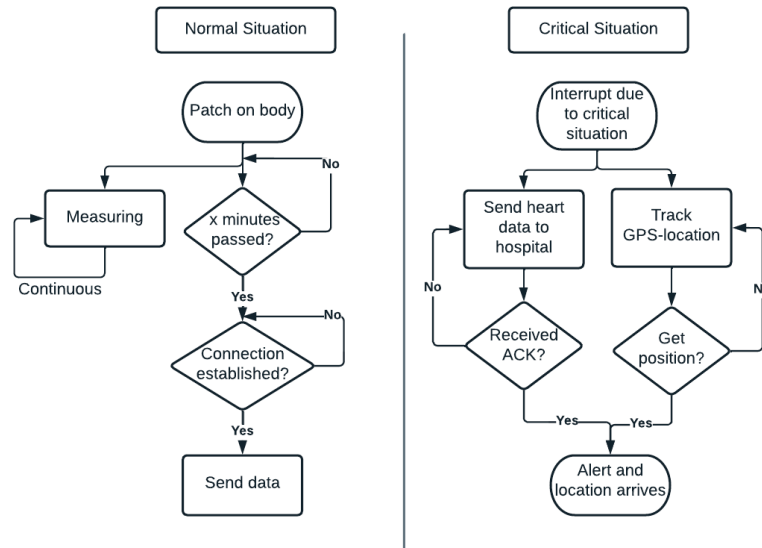 Normal Situation
Patch on body
No
Measuring
x minutes
passed?
Continuous
Yes
No
Connection
established?
Yes
Send data
Critical Situation
Interrupt due
to critical
situation
Send heart
data to
hospital
Track
GPS-location
No
N
Received
ACK?
Get
position?
Yes
Yes
Alert and
location arrives